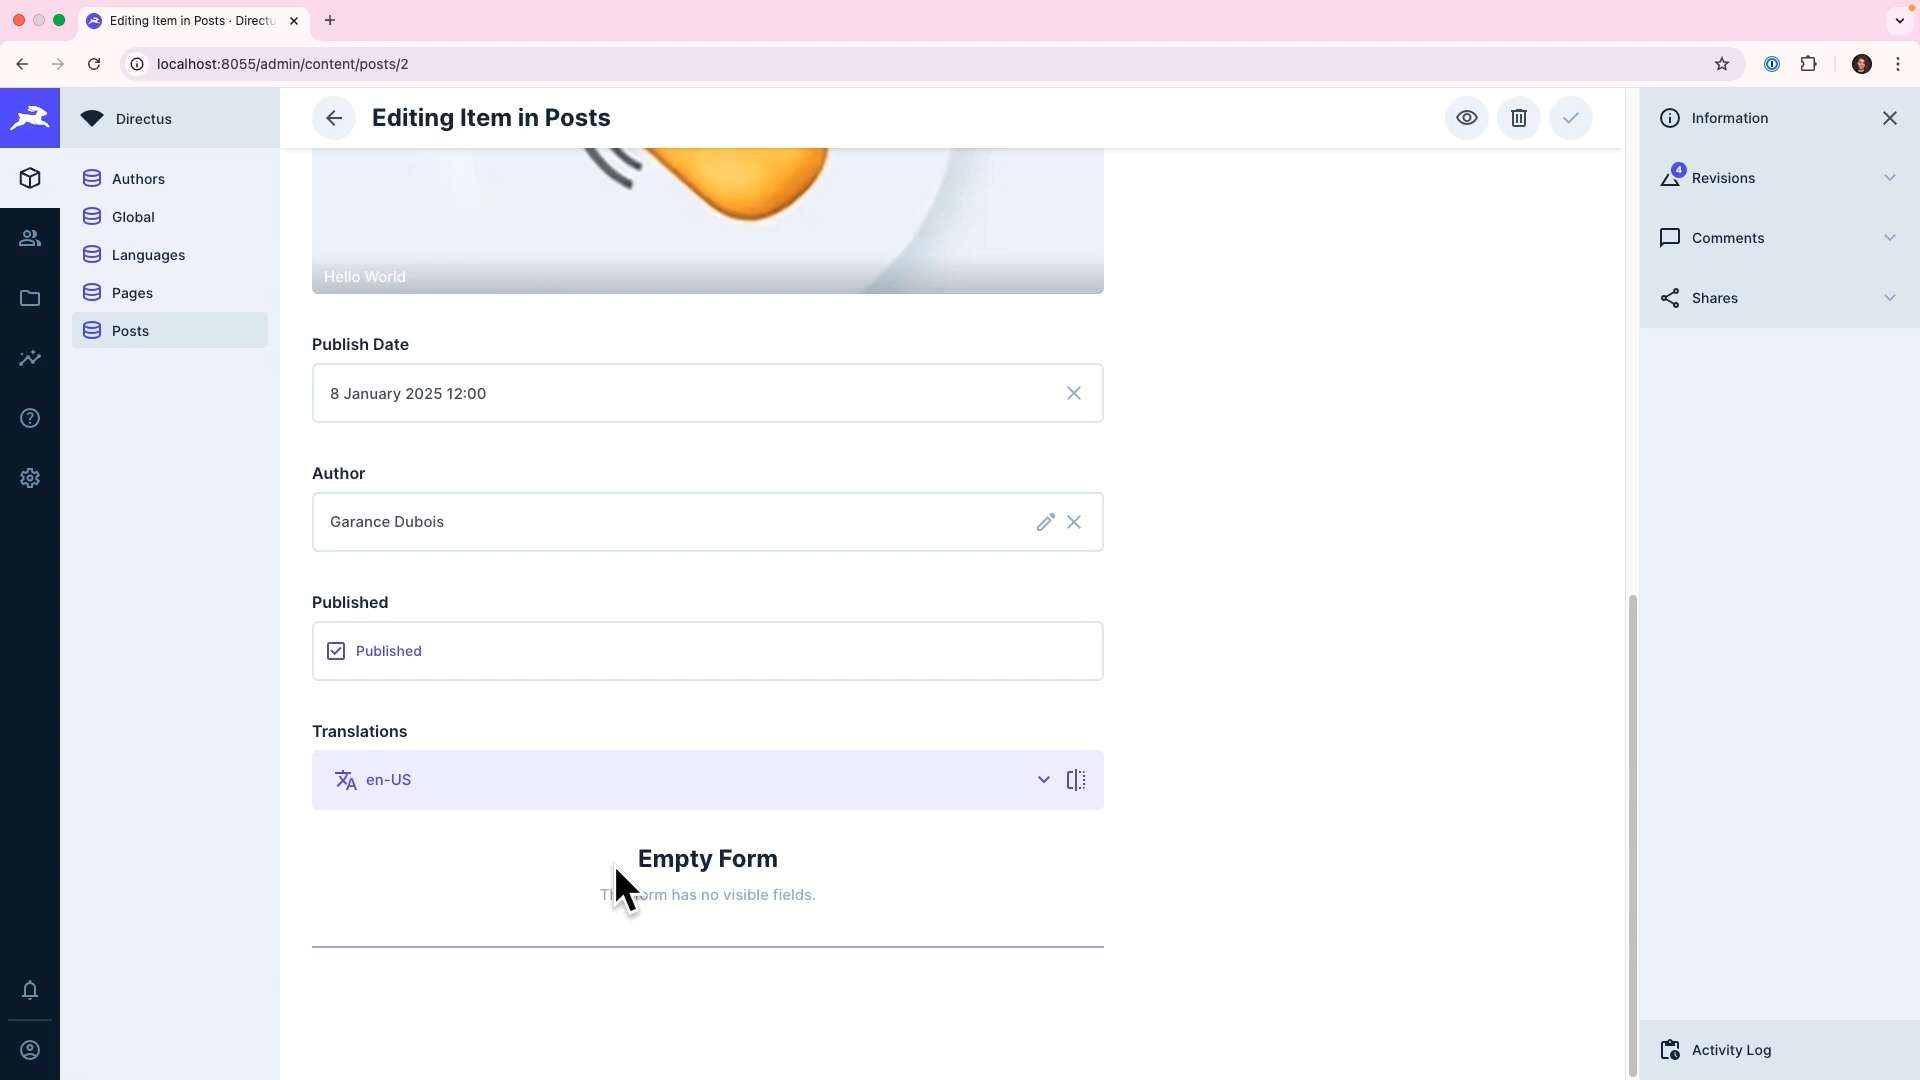 Editing Item in Posts · Directu
localhost:8055/admin/content/posts/2
Directus
Authors
Global
Languages
Pages
Posts
Editing Item in Posts
Hello World
Publish Date
8 January 2025 12:00
Author
Garance Dubois
Published
Published
Translations
en-US
Empty Form
form has no visible fields.
Information
4
Revisions
Comments
Shares
Activity Log